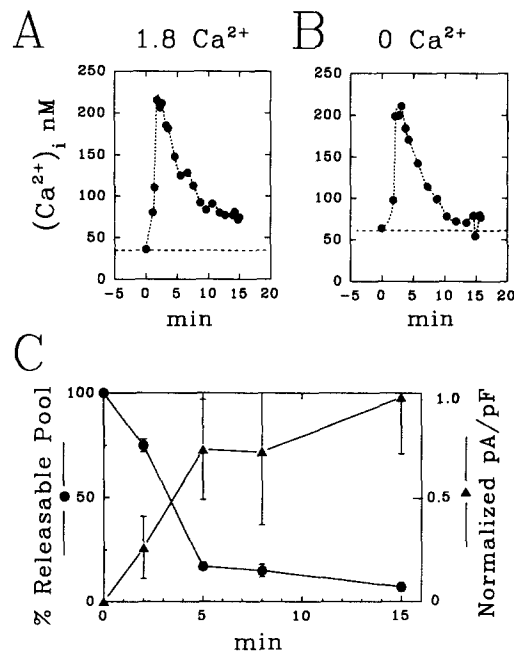 A
1.8 Ca²⁺
B
0 Ca²⁺
(Ca²⁺)ᵢ nM
250
200
150
100
50
0
-5 0 5 10 15 20
min
250
200
150
100
50
0
-5 0 5 10 15 20
min
C
% Releasable Pool
100
50
0
0 5 10 15
min
1.0
0.5
0
Normalized pA/pF